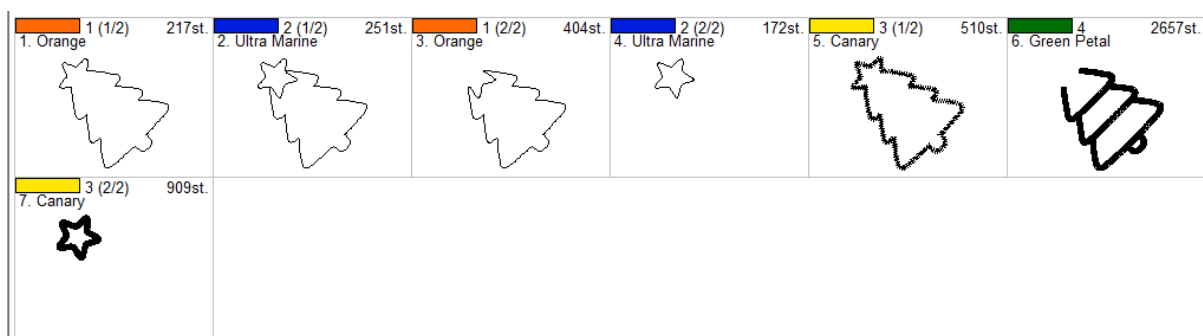 1 (1/2) 217st.
1. Orange
2 (1/2) 251st.
2. Ultra Marine
1 (2/2) 404st.
3. Orange
2 (2/2) 172st.
4. Ultra Marine
3 (1/2) 510st.
5. Canary
4 2657st.
6. Green Petal
3 (2/2) 909st.
7. Canary